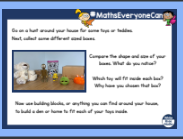 #MathsEveryoneCan
Go on a hunt around your house for some toys or teddies.
Next, collect some different sized boxes.
Compare the shape and size of your
boxes. What do you notice?
Which toy will fit inside each box?
Why have you chosen that box?
Now use building blocks, or anything you can find around your house,
to build a den or home to fit each of your toys inside.